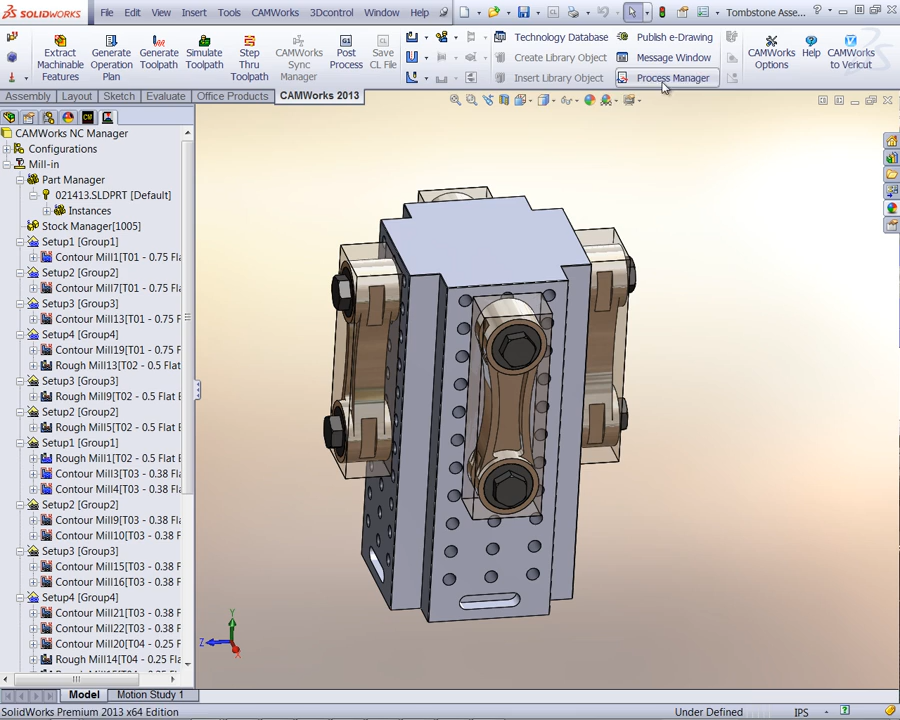 SOLIDWORKS File Edit View Insert Tools CAMWorks 3Dcontrol Window Help Tombstone Asse...
Extract Machinable Features
Generate Operation Plan
Generate Toolpath
Simulate Toolpath
Step Thru Toolpath
CAMWorks Sync Manager
Post Process
Save CL File
Technology Database
Create Library Object
Insert Library Object
Publish e-Drawing
Message Window
Process Manager
CAMWorks Options
Help
CAMWorks to Vericut
Assembly Layout Sketch Evaluate Office Products CAMWorks 2013
CAMWorks NC Manager
Configurations
Mill-in
Part Manager
021413.SLDPRT [Default]
Instances
Stock Manager[1005]
Setup1 [Group1]
Contour Mill1[T01 - 0.75 Fla
Setup2 [Group2]
Contour Mill7[T01 - 0.75 Fla
Setup3 [Group3]
Contour Mill13[T01 - 0.75 F
Setup4 [Group4]
Contour Mill19[T01 - 0.75 F
Rough Mill13[T02 - 0.5 Flat
Setup3 [Group3]
Rough Mill9[T02 - 0.5 Flat E
Setup2 [Group2]
Rough Mill5[T02 - 0.5 Flat E
Setup1 [Group1]
Rough Mill1[T02 - 0.5 Flat E
Contour Mill3[T03 - 0.38 Fla
Contour Mill4[T03 - 0.38 Fla
Setup2 [Group2]
Contour Mill9[T03 - 0.38 Fla
Contour Mill10[T03 - 0.38 F
Setup3 [Group3]
Contour Mill15[T03 - 0.38 F
Contour Mill16[T03 - 0.38 F
Setup4 [Group4]
Contour Mill21[T03 - 0.38 F
Contour Mill22[T03 - 0.38 F
Contour Mill20[T04 - 0.25 F
Rough Mill14[T04 - 0.25 Fla
Y
Z
X
Model Motion Study 1
SolidWorks Premium 2013 x64 Edition Under Defined IPS